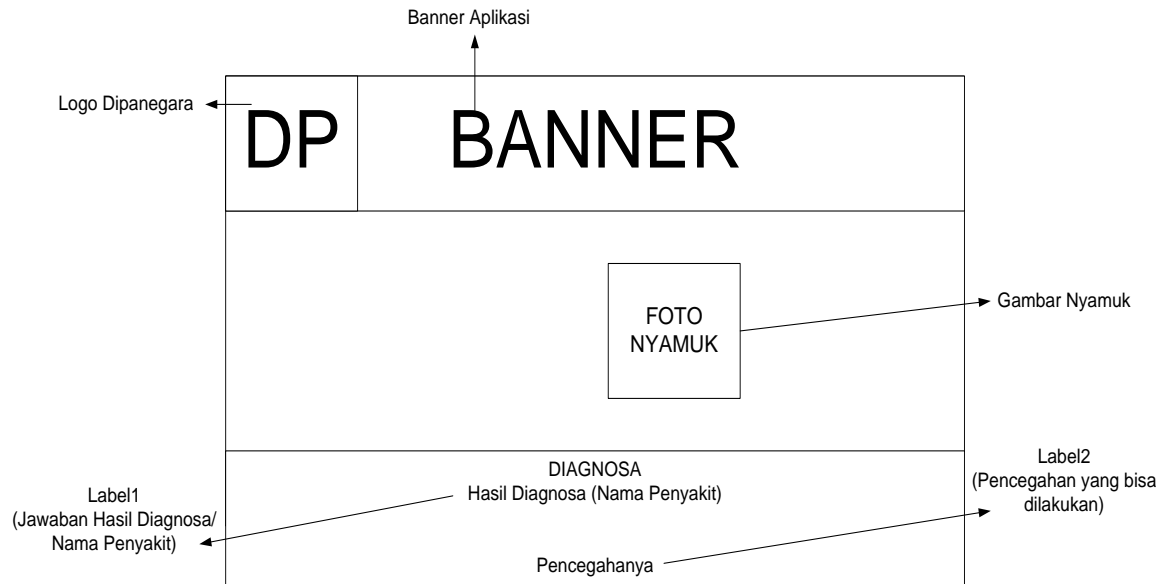 Banner Aplikasi
Logo Dipanegara
DP
BANNER
FOTO
NYAMUK
Gambar Nyamuk
DIAGNOSA
Hasil Diagnosa (Nama Penyakit)
Label1
(Jawaban Hasil Diagnosa/
Nama Penyakit)
Label2
(Pencegahan yang bisa
dilakukan)
Pencegahanya